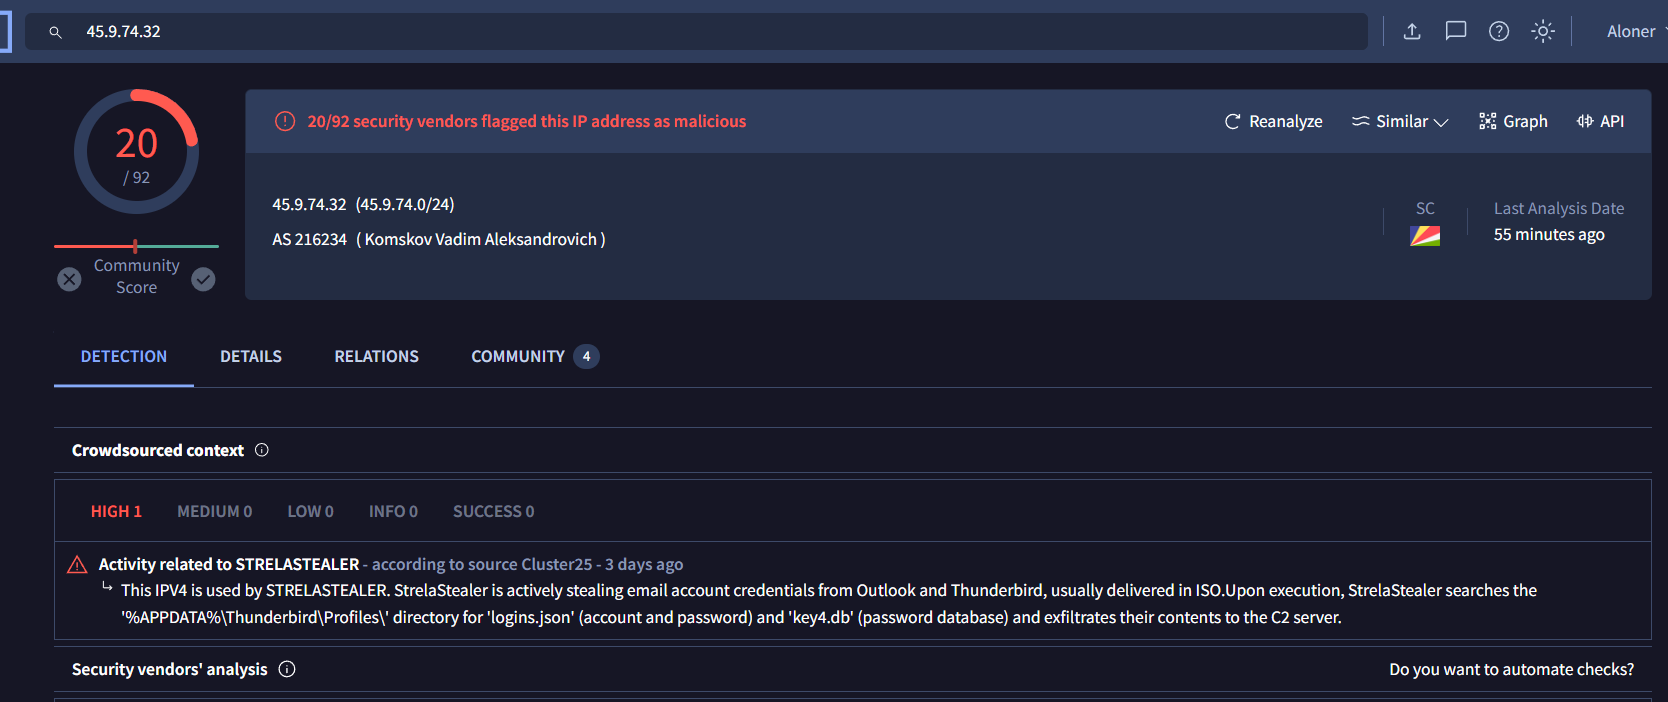 45.9.74.32
Aloner
20
/ 92
Community
Score
20/92 security vendors flagged this IP address as malicious
Reanalyze
Similar
Graph
API
45.9.74.32 (45.9.74.0/24)
AS 216234 ( Komskov Vadim Aleksandrovich )
SC
Last Analysis Date
55 minutes ago
DETECTION
DETAILS
RELATIONS
COMMUNITY 4
Crowdsourced context
HIGH 1
MEDIUM 0
LOW 0
INFO 0
SUCCESS 0
Activity related to STRELASTEALER - according to source Cluster25 - 3 days ago
This IPV4 is used by STRELASTEALER. StrelaStealer is actively stealing email account credentials from Outlook and Thunderbird, usually delivered in ISO.Upon execution, StrelaStealer searches the
'%APPDATA%\Thunderbird\Profiles\' directory for 'logins.json' (account and password) and 'key4.db' (password database) and exfiltrates their contents to the C2 server.
Security vendors' analysis
Do you want to automate checks?